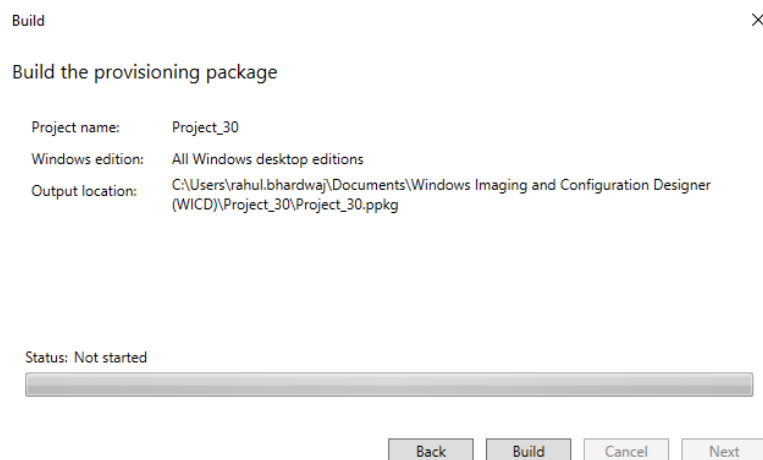 Build
Build the provisioning package
Project name: Project_30
Windows edition: All Windows desktop editions
Output location: C:\Users\rahul.bhardwaj\Documents\Windows Imaging and Configuration Designer
(WICD)\Project_30\Project_30.ppkg
Status: Not started
Back Build Cancel Next